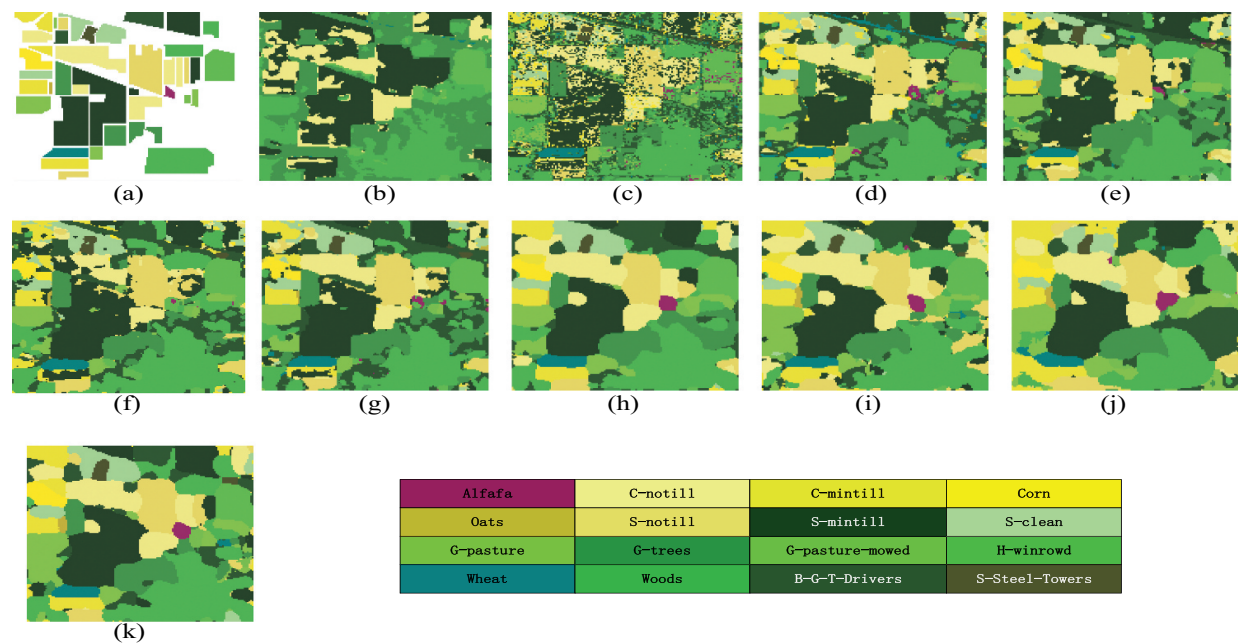 (a) (b) (c) (d) (e)
(f) (g) (h) (i) (j)
Alfafa C-notill C-mintill Corn
Oats S-notill S-mintill S-clean
G-pasture G-trees G-pasture-mowed H-winrowd
Wheat Woods B-G-T-Drivers S-Steel-Towers
(k)